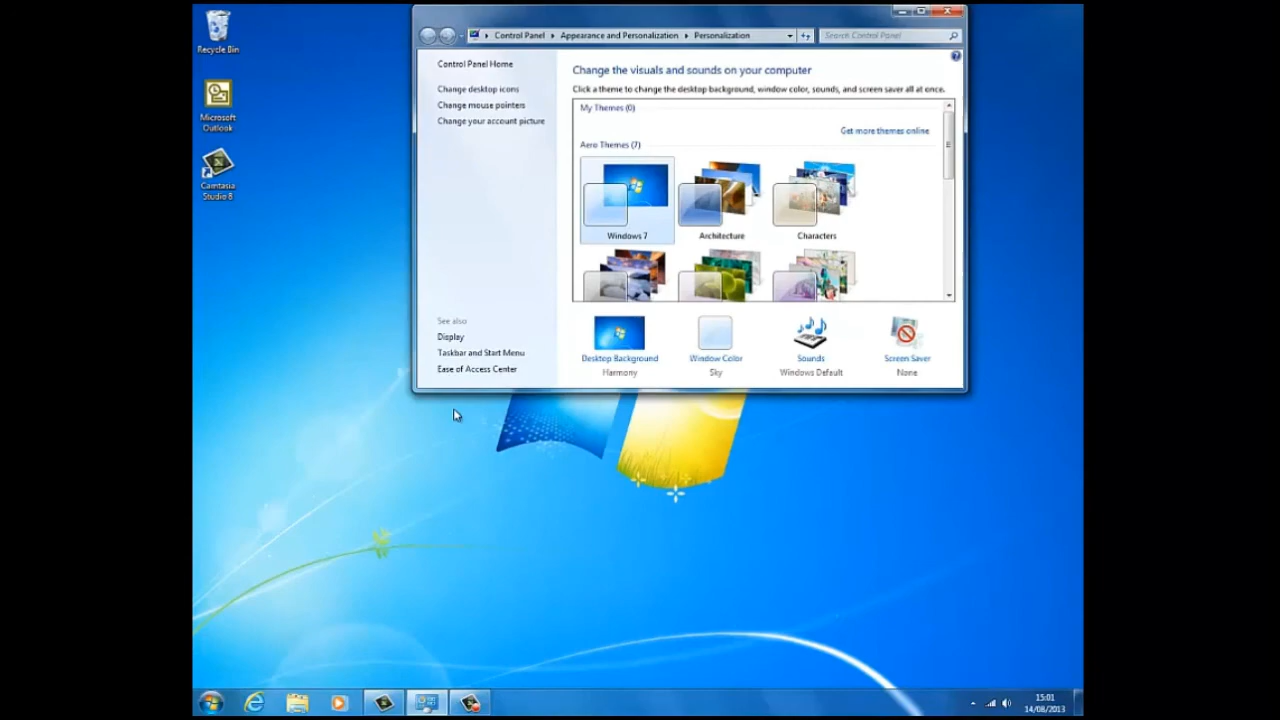 Recycle Bin
Microsoft
Outlook
Camtasia
Studio 8
Control Panel
Appearance and Personalization
Personalization
Search Control Panel
Control Panel Home
Change desktop icons
Change mouse pointers
Change your account picture
See also
Display
Taskbar and Start Menu
Ease of Access Center
Change the visuals and sounds on your computer
Click a theme to change the desktop background, window color, sounds, and screen saver all at once.
My Themes (0)
Get more themes online
Aero Themes (7)
Windows 7
Architecture
Characters
Desktop Background
Harmony
Window Color
Sky
Sounds
Windows Default
Screen Saver
None
15:01
14/08/2013